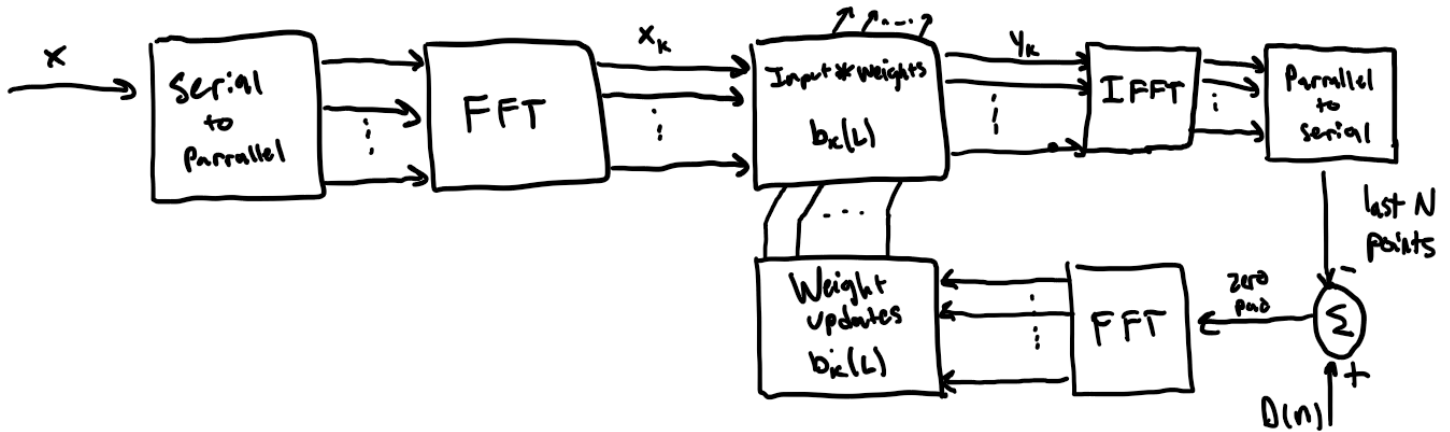 X
Serial
to
Parrallel
FFT
X_k
Input * Weights
b_k(L)
Y_k
IFFT
Parrallel
to
serial
last N
points
-
Σ
+
D(n)
zero
pad
FFT
Weight
updates
b_k(L)